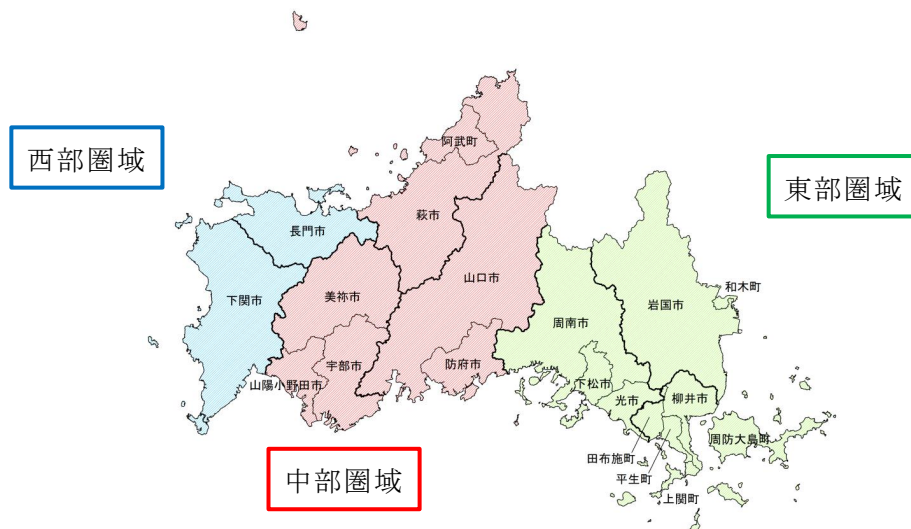 阿武町
西部圏域
東部圏域
萩市
長門市
山口市
和木町
美祢市
下関市
岩国市
周南市
宇部市
防府市
山陽小野田市
下松市
光市
柳井市
周防大島町
田布施町
平生町
中部圏域
上関町